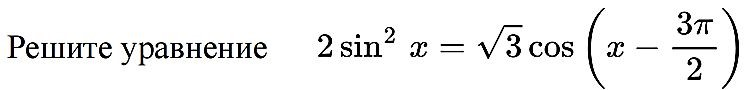 Решите уравнение 2 sin² x = √3 cos (x − 3π/2)